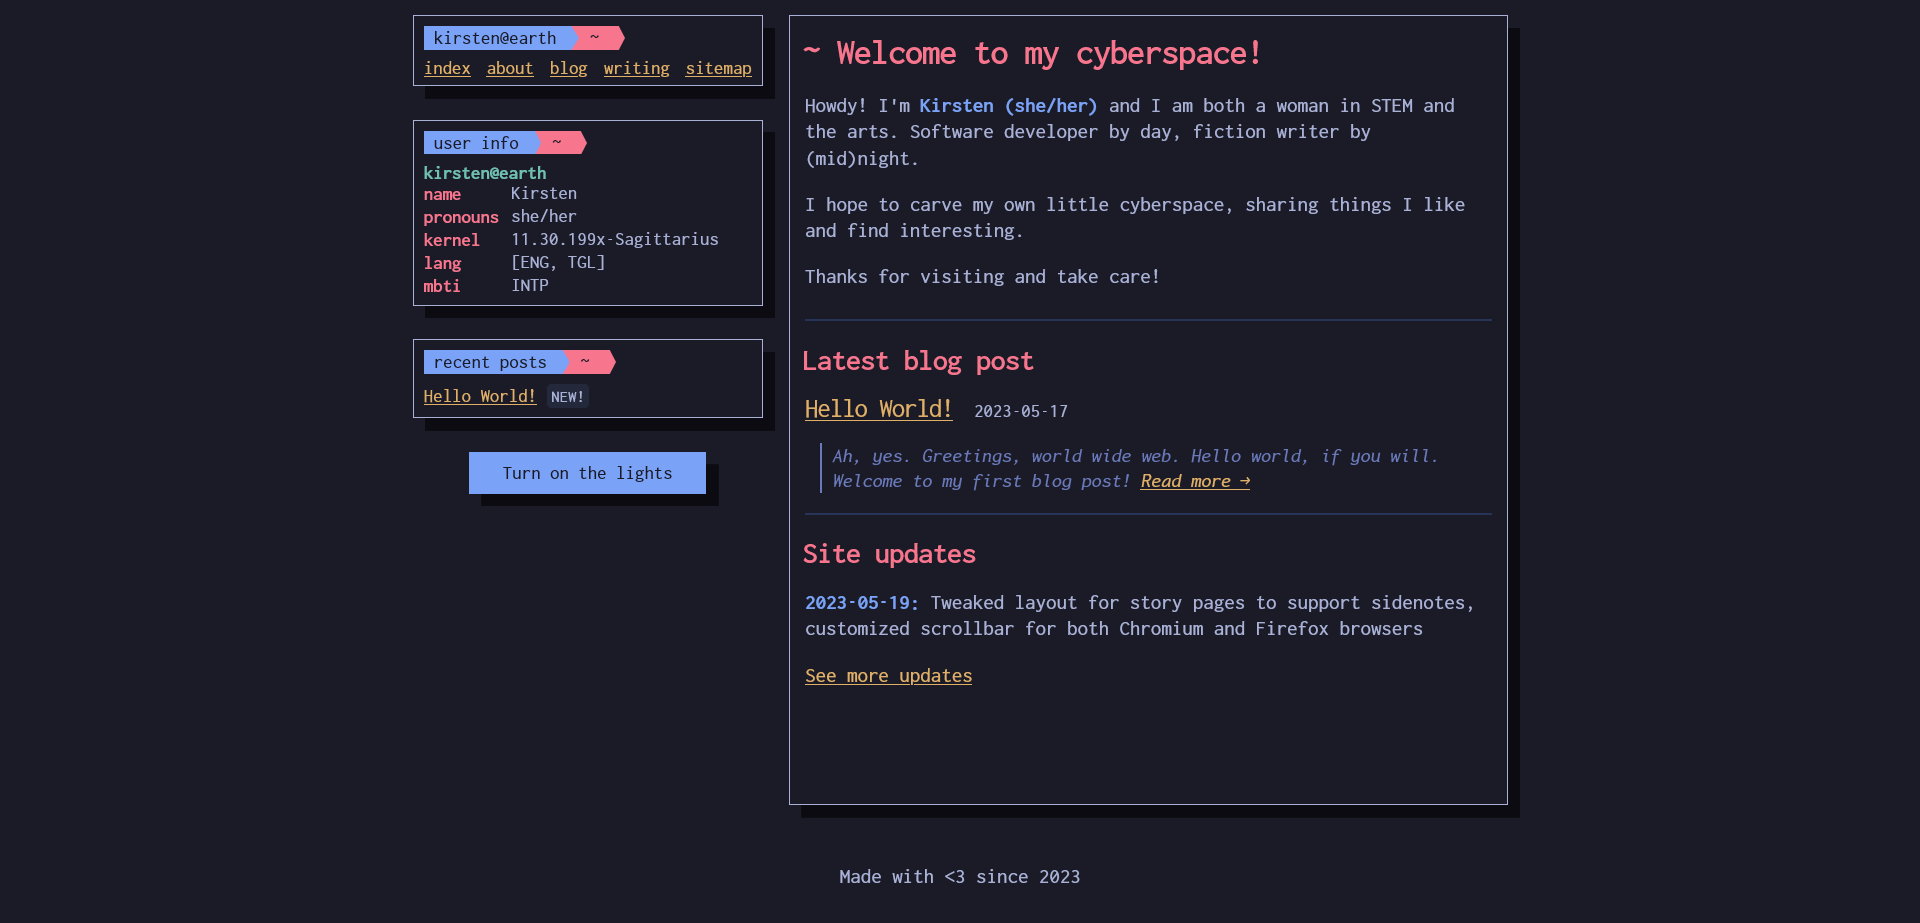 kirsten@earth ~
index about blog writing sitemap
user info ~
kirsten@earth
name Kirsten
pronouns she/her
kernel 11.30.199x-Sagittarius
lang [ENG, TGL]
mbti INTP
recent posts ~
Hello World! NEW!
Turn on the lights
~ Welcome to my cyberspace!
Howdy! I'm Kirsten (she/her) and I am both a woman in STEM and
the arts. Software developer by day, fiction writer by
(mid)night.
I hope to carve my own little cyberspace, sharing things I like
and find interesting.
Thanks for visiting and take care!
Latest blog post
Hello World! 2023-05-17
Ah, yes. Greetings, world wide web. Hello world, if you will.
Welcome to my first blog post! Read more →
Site updates
2023-05-19: Tweaked layout for story pages to support sidenotes,
customized scrollbar for both Chromium and Firefox browsers
See more updates
Made with <3 since 2023